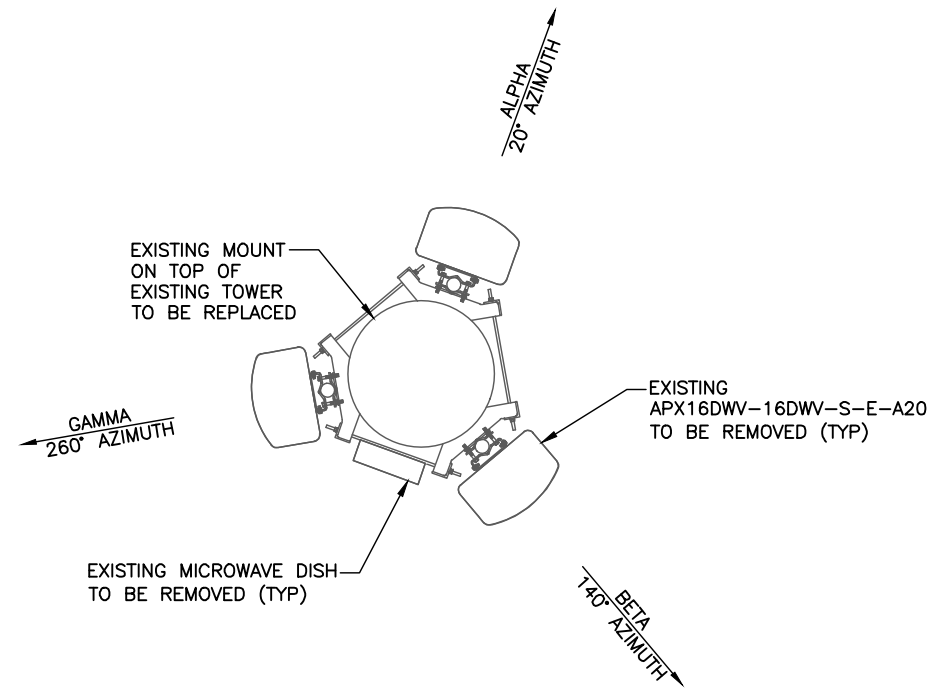 ALPHA
20° AZIMUTH
EXISTING MOUNT
ON TOP OF
EXISTING TOWER
TO BE REPLACED
EXISTING
APX16DWV-16DWV-S-E-A20
TO BE REMOVED (TYP)
GAMMA
260° AZIMUTH
EXISTING MICROWAVE DISH
TO BE REMOVED (TYP)
BETA
140° AZIMUTH